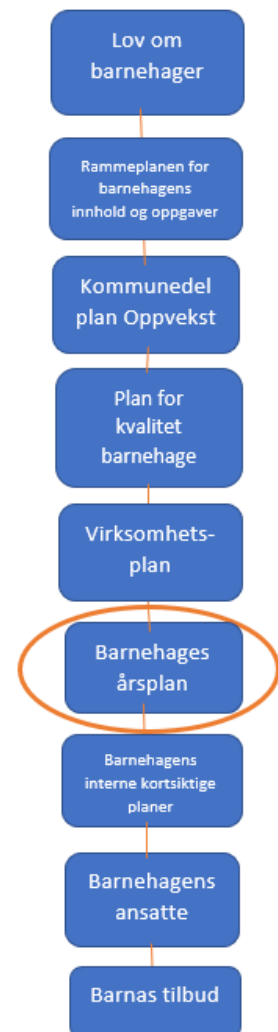 Lov om
barnehager
Rammeplanen for
barnehagens
innhold og oppgaver
Kommunedel
plan Oppvekst
Plan for
kvalitet
barnehage
Virksomhets-
plan
Barnehages
årsplan
Barnehagens
interne kortsiktige
planer
Barnehagens
ansatte
Barnas tilbud